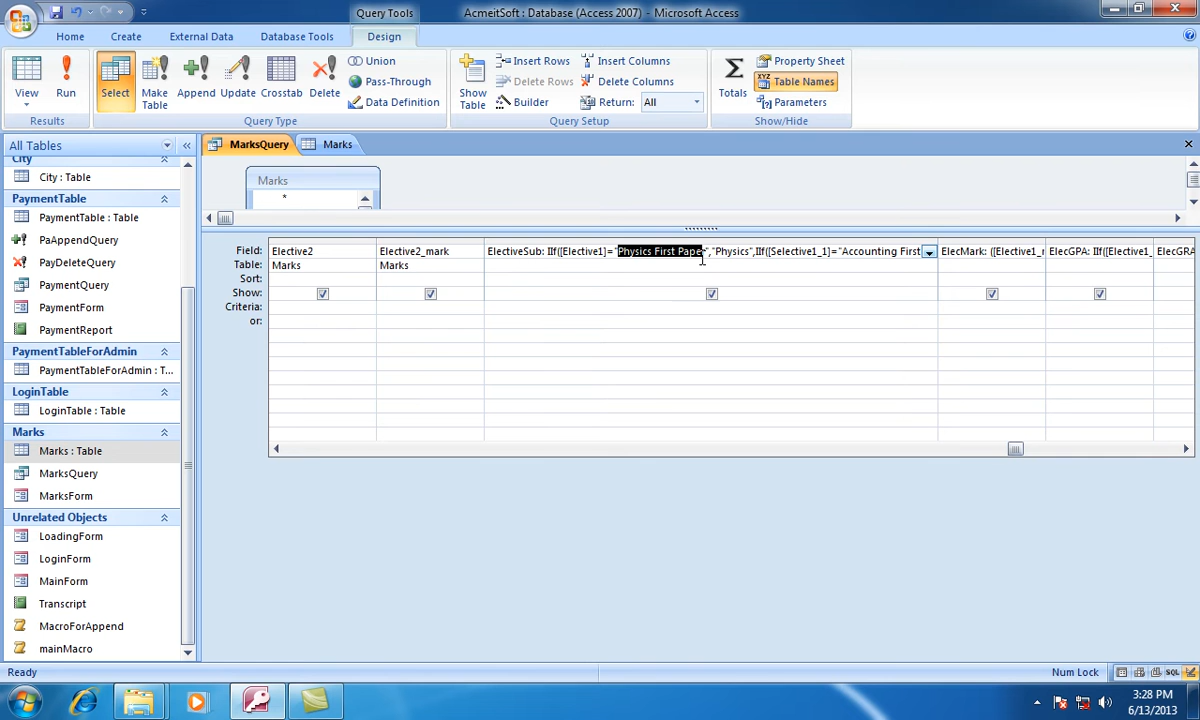 Query Tools
AcmeitSoft : Database (Access 2007) - Microsoft Access
Home Create External Data Database Tools Design
View
Run
Select
Make Table
Append
Update
Crosstab
Delete
Union
Pass-Through
Data Definition
Show Table
Insert Rows
Delete Rows
Builder
Insert Columns
Delete Columns
Return: All
Totals
Property Sheet
Table Names
Parameters
Results
Query Type
Query Setup
Show/Hide
All Tables
MarksQuery
Marks
City
City : Table
PaymentTable
PaymentTable : Table
PaAppendQuery
PayDeleteQuery
PaymentQuery
PaymentForm
PaymentReport
PaymentTableForAdmin
PaymentTableForAdmin : T...
LoginTable
LoginTable : Table
Marks
Marks : Table
MarksQuery
MarksForm
Unrelated Objects
LoadingForm
LoginForm
MainForm
Transcript
MacroForAppend
mainMacro
Marks
*
Field: Elective2 Elective2_mark ElectiveSub: IIf([Elective1]="Physics First Paper","Physics",IIf([Selective1_1]="Accounting First ElecMark: ([Elective1_r ElecGPA: IIf([Elective1_ ElecGRA
Table: Marks Marks
Sort:
Show:
Criteria:
or:
Ready
Num Lock
SQL
3:28 PM
6/13/2013